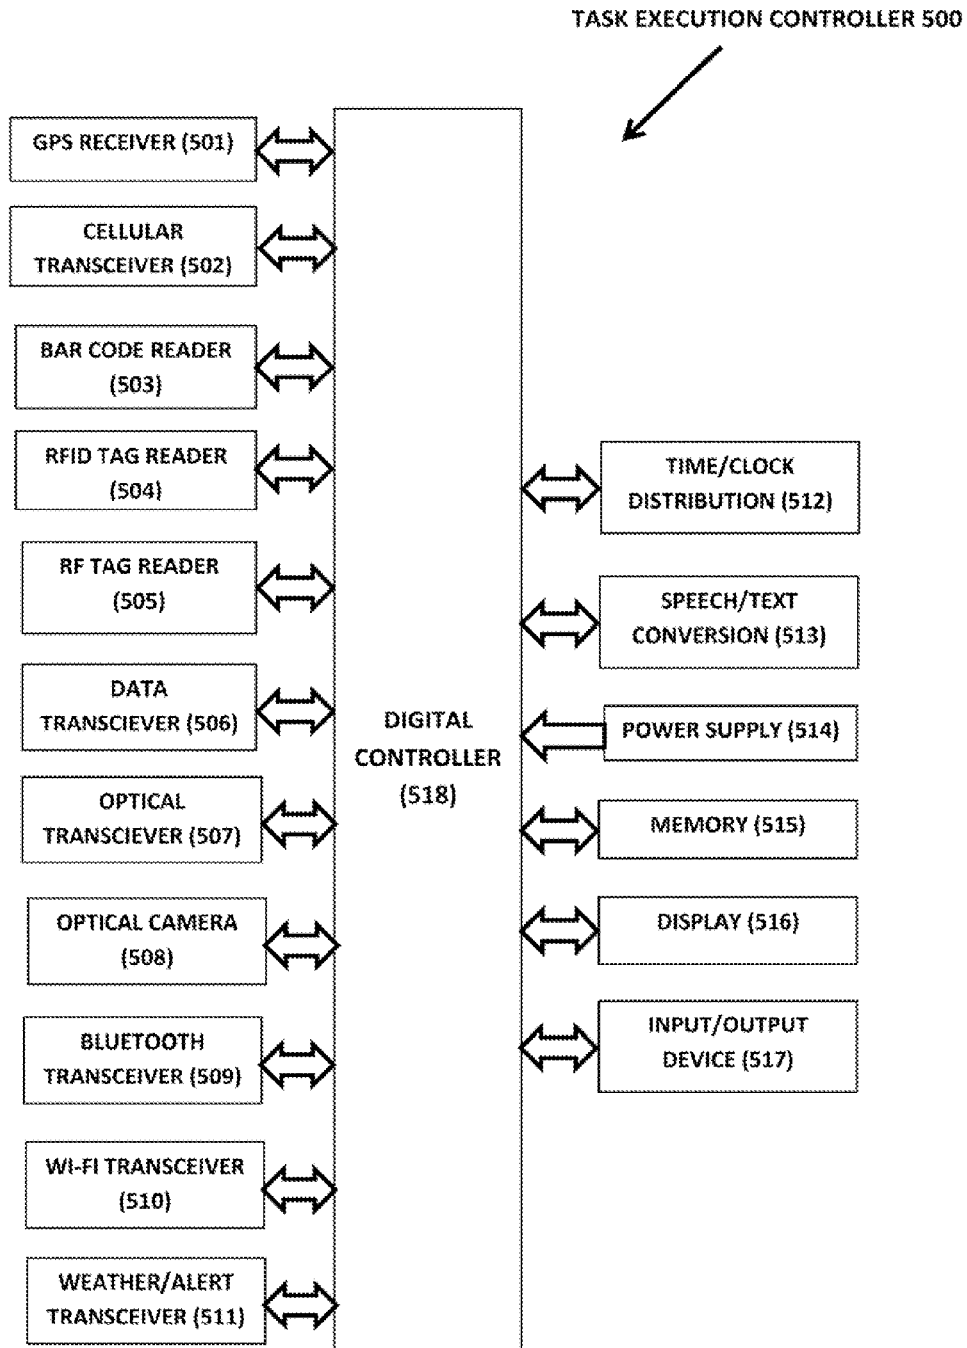 TASK EXECUTION CONTROLLER 500
GPS RECEIVER (501)
CELLULAR
TRANSCEIVER (502)
BAR CODE READER
(503)
RFID TAG READER
(504)
RF TAG READER
(505)
DATA
TRANSCIEVER (506)
OPTICAL
TRANSCIEVER (507)
OPTICAL CAMERA
(508)
BLUETOOTH
TRANSCEIVER (509)
WI-FI TRANSCEIVER
(510)
WEATHER/ALERT
TRANSCEIVER (511)
DIGITAL
CONTROLLER
(518)
TIME/CLOCK
DISTRIBUTION (512)
SPEECH/TEXT
CONVERSION (513)
POWER SUPPLY (514)
MEMORY (515)
DISPLAY (516)
INPUT/OUTPUT
DEVICE (517)